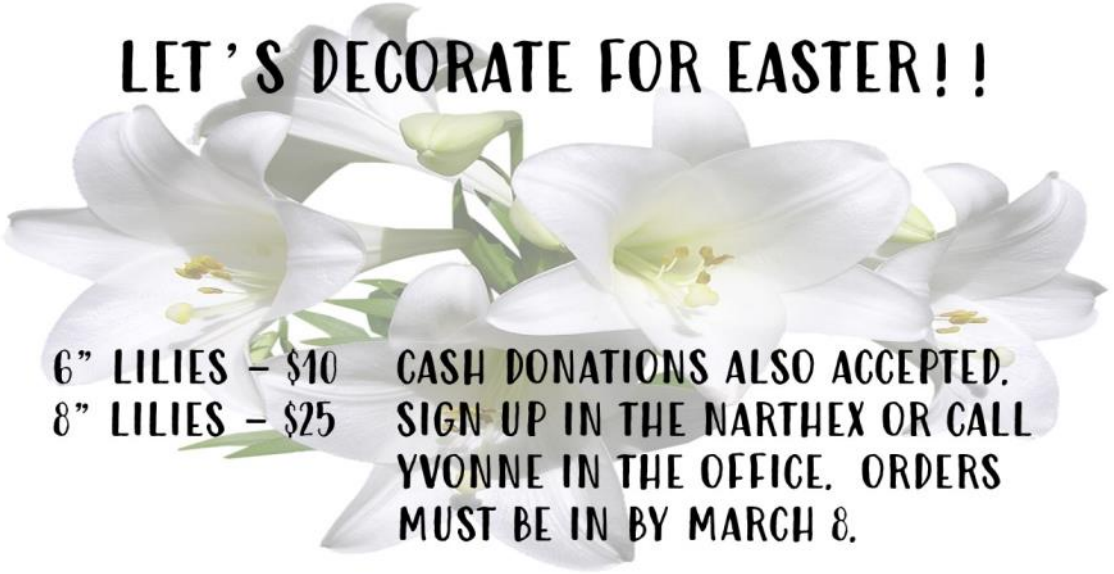 LET'S DECORATE FOR EASTER!!
6” LILIES – $10
8” LILIES – $25
CASH DONATIONS ALSO ACCEPTED.
SIGN UP IN THE NARTHEX OR CALL
YVONNE IN THE OFFICE. ORDERS
MUST BE IN BY MARCH 8.